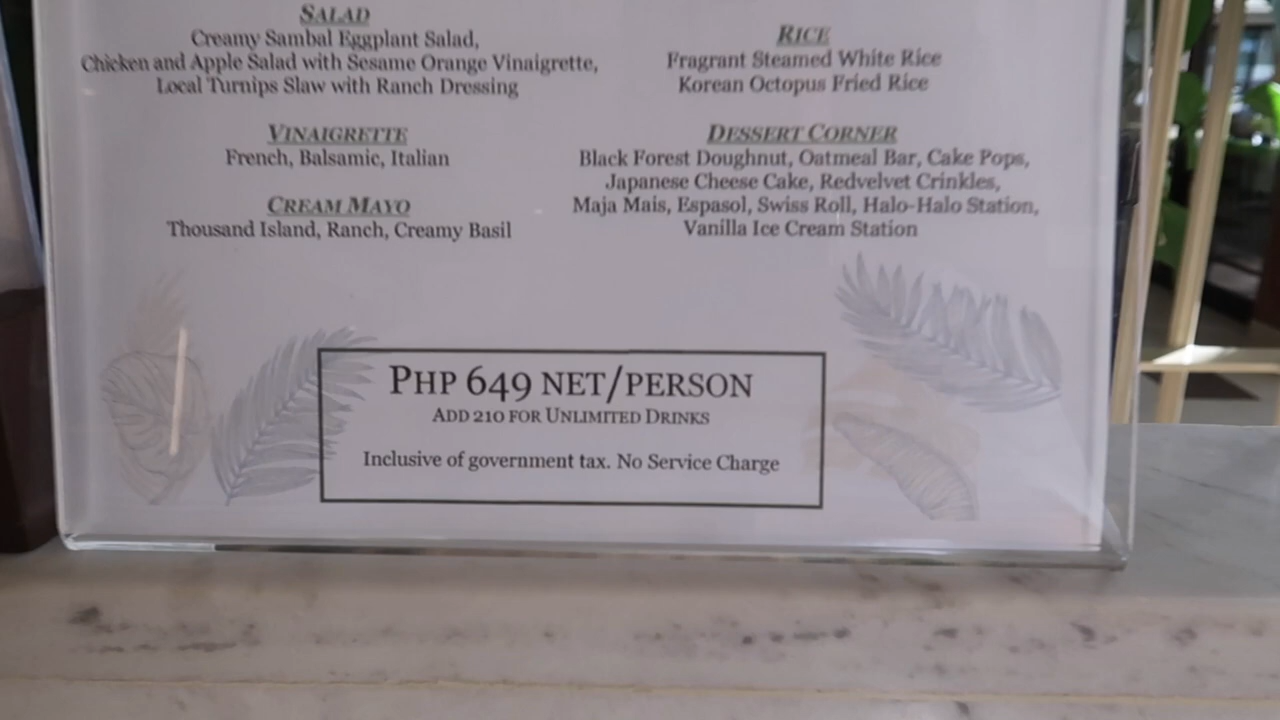 SALAD
Creamy Sambal Eggplant Salad,
Chicken and Apple Salad with Sesame Orange Vinaigrette,
Local Turnips Slaw with Ranch Dressing
VINAIGRETTE
French, Balsamic, Italian
CREAM MAYO
Thousand Island, Ranch, Creamy Basil
RICE
Fragrant Steamed White Rice
Korean Octopus Fried Rice
DESSERT CORNER
Black Forest Doughnut, Oatmeal Bar, Cake Pops,
Japanese Cheese Cake, Redvelvet Crinkles,
Maja Mais, Espasol, Swiss Roll, Halo-Halo Station,
Vanilla Ice Cream Station
PHP 649 NET/PERSON
ADD 210 FOR UNLIMITED DRINKS
Inclusive of government tax. No Service Charge